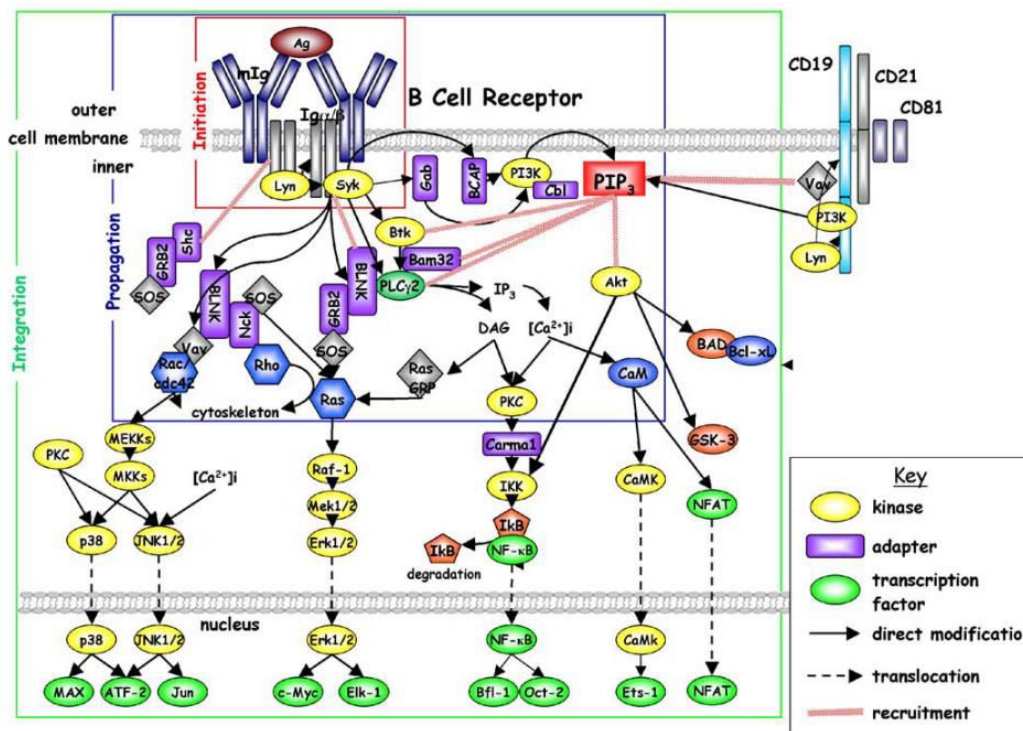 Ag
mIg
Igα/β
B Cell Receptor
CD19
CD21
CD81
outer
cell membrane
inner
Initiation
Propagation
Integration
Lyn
Syk
Gab
BCAP
PI3K
Cbl
PIP3
Vav
PI3K
Lyn
Shc
GRB2
SOS
Btk
Bam32
BLNK
PLCγ2
GRB2
SOS
BLNK
Nck
SOS
Vav
Rac/
cdc42
Rho
Ras
cytoskeleton
IP3
DAG
[Ca2+]i
Ras
GRP
Akt
BAD
Bcl-xL
CaM
PKC
GSK-3
Carma1
MEKKs
PKC
MKKs
[Ca2+]i
Raf-1
IKK
CaMK
NFAT
p38
JNK1/2
Mek1/2
Erk1/2
IkB
NF-κB
IkB
degradation
nucleus
p38
JNK1/2
Erk1/2
NF-κB
CaMk
MAX
ATF-2
Jun
c-Myc
Elk-1
Bfl-1
Oct-2
Ets-1
NFAT
Key
kinase
adapter
transcription
factor
direct modificatio
translocation
recruitment